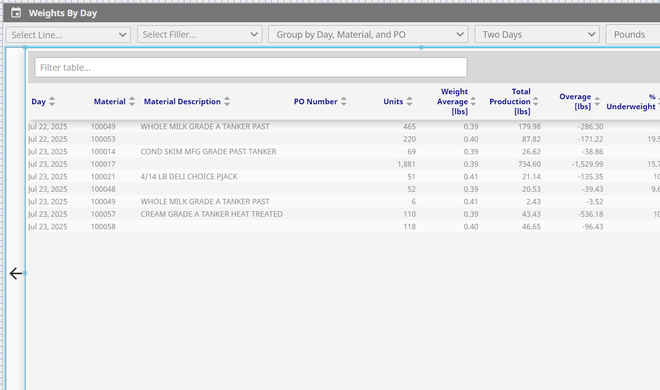 Weights By Day
Select Line... Select Filler... Group by Day, Material, and PO Two Days Pounds
Filter table...
Day Material Material Description PO Number Units Weight Average [lbs] Total Production [lbs] Overage [lbs] % Underweight
Jul 22, 2025 100049 WHOLE MILK GRADE A TANKER PAST 465 0.39 179.98 -286.30
Jul 22, 2025 100053 220 0.40 87.82 -171.22 19.5
Jul 23, 2025 100014 COND SKIM MFG GRADE PAST TANKER 69 0.39 26.62 -38.86
Jul 23, 2025 100017 1,881 0.39 734.60 -1,529.99 15.7
Jul 23, 2025 100021 4/14 LB DELI CHOICE PJACK 51 0.41 21.14 -135.35 10
Jul 23, 2025 100048 52 0.39 20.53 -39.43 9.6
Jul 23, 2025 100049 WHOLE MILK GRADE A TANKER PAST 6 0.41 2.43 -3.52
Jul 23, 2025 100057 CREAM GRADE A TANKER HEAT TREATED 110 0.39 43.43 -536.18 10
Jul 23, 2025 100058 118 0.40 46.65 -96.43